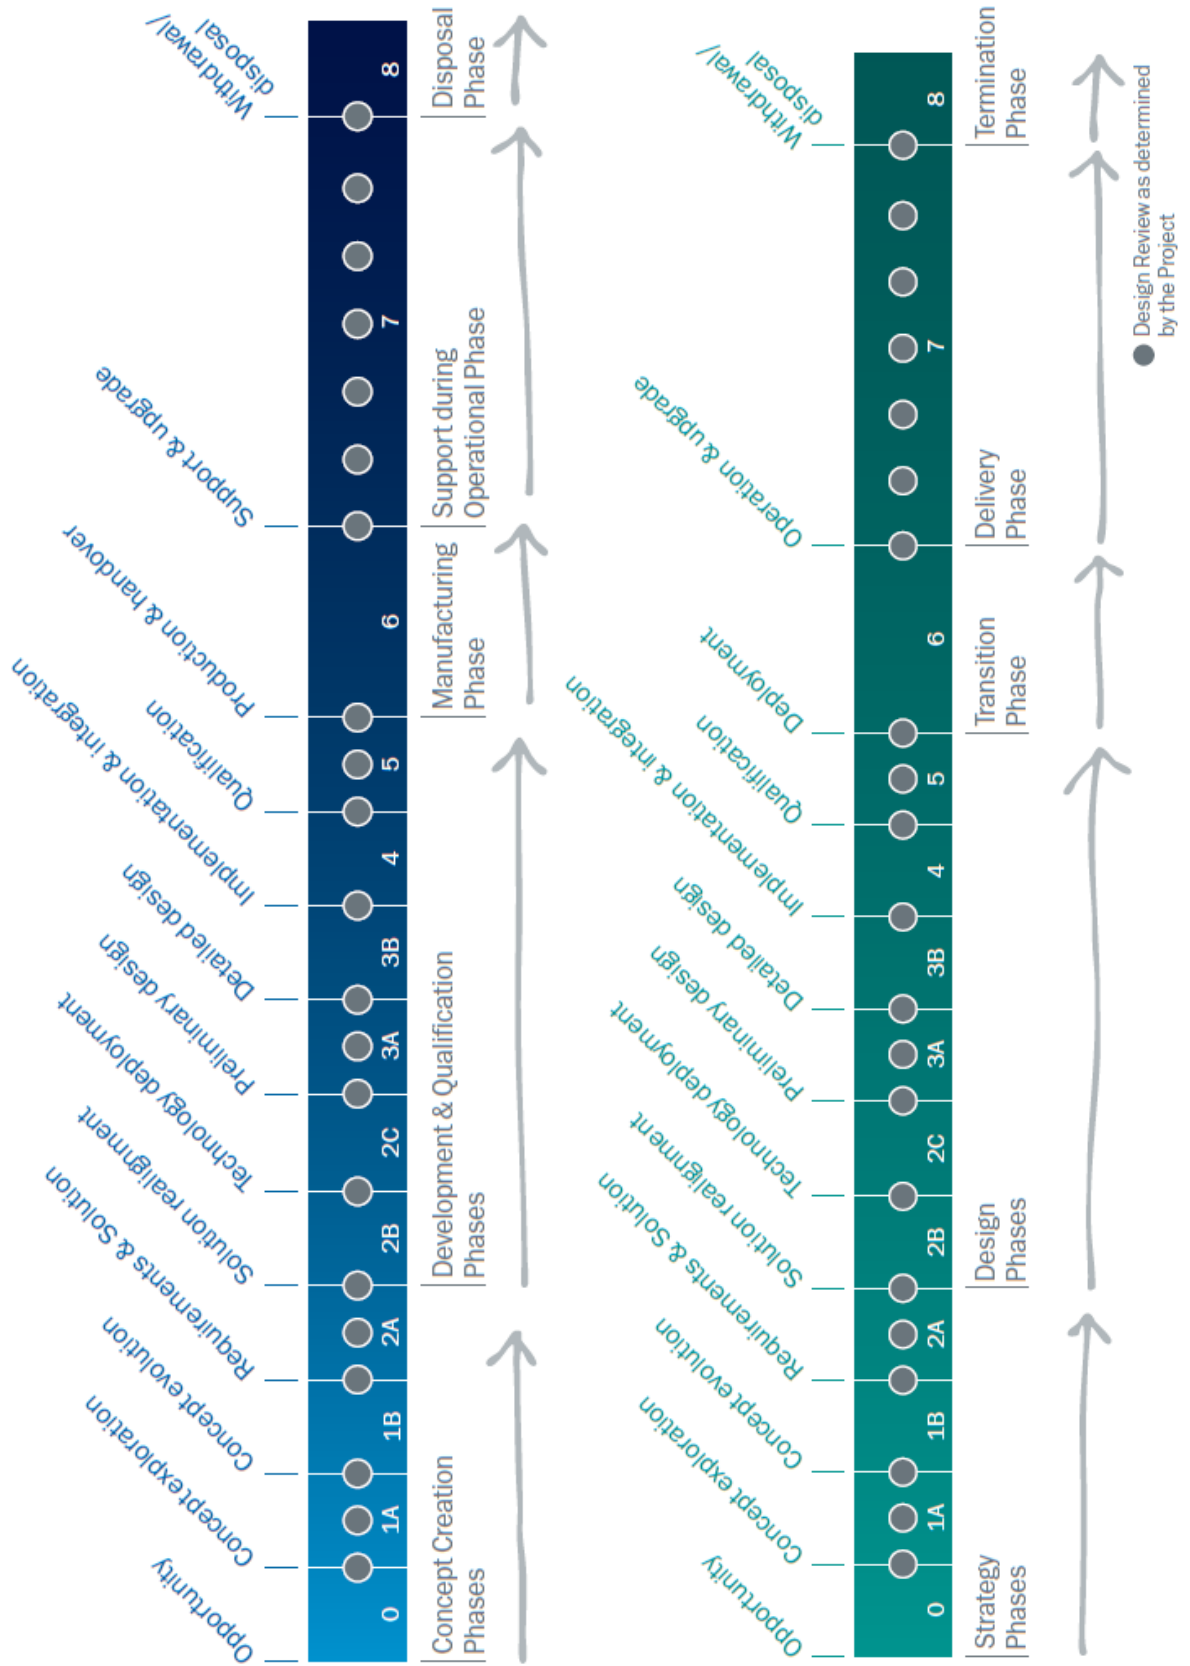 Opportunity
Concept exploration
Concept evolution
Requirements & Solution
Solution realignment
Technology deployment
Preliminary design
Detailed design
Implementation & integration
Qualification
Production & handover
Support & upgrade
Withdrawal/
disposal
0
1A
1B
2A
2B
2C
3A
3B
4
5
6
7
8
Concept Creation
Phases
Development & Qualification
Phases
Manufacturing
Phase
Support during
Operational Phase
Disposal
Phase
Opportunity
Concept exploration
Concept evolution
Requirements & Solution
Solution realignment
Technology deployment
Preliminary design
Detailed design
Implementation & integration
Qualification
Deployment
Operation & upgrade
Withdrawal/
disposal
0
1A
1B
2A
2B
2C
3A
3B
4
5
6
7
8
Strategy
Phases
Design
Phases
Transition
Phase
Delivery
Phase
Termination
Phase
Design Review as determined
by the Project